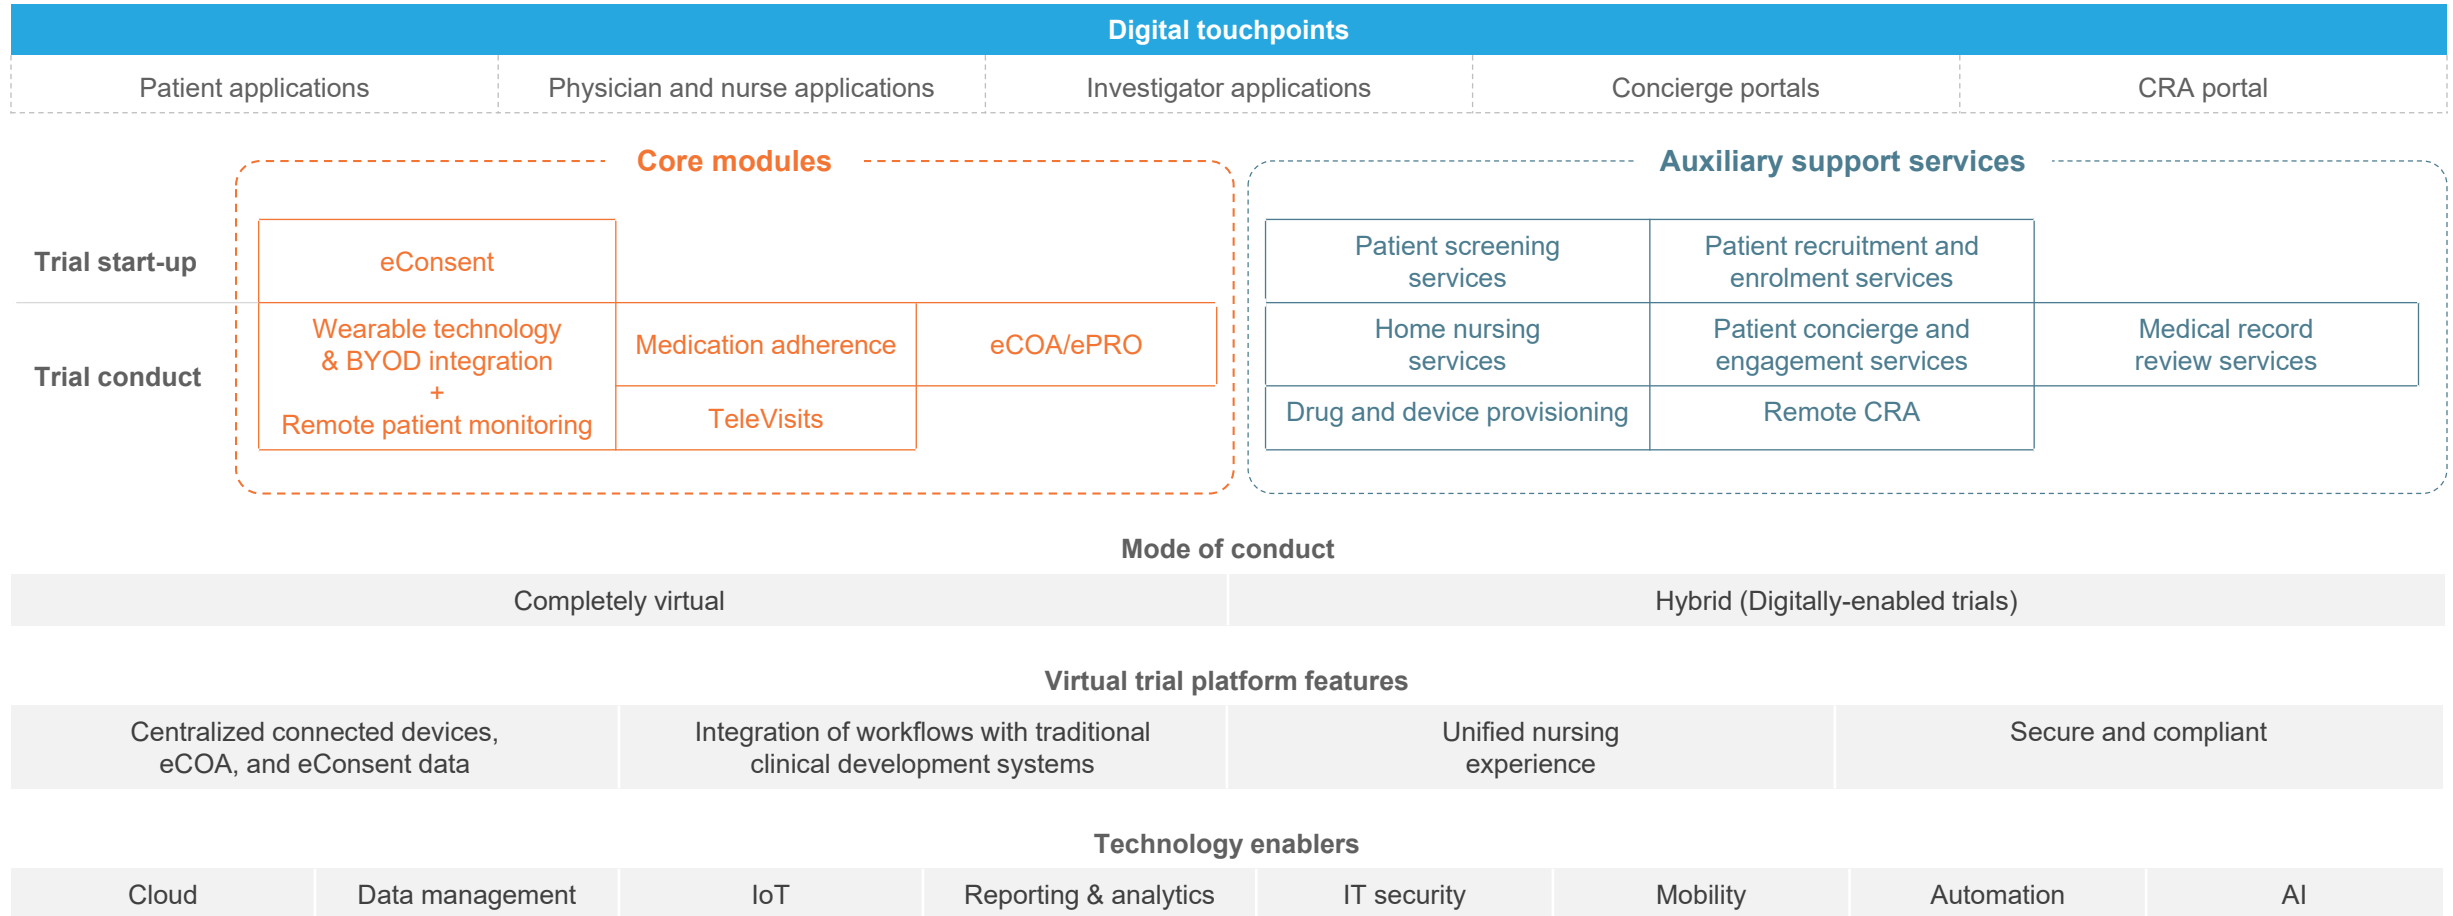 Digital touchpoints
Patient applications
Physician and nurse applications
Investigator applications
Concierge portals
CRA portal
Core modules
Auxiliary support services
Trial start-up
eConsent
Patient screening
services
Patient recruitment and
enrolment services
Trial conduct
Wearable technology
& BYOD integration
+
Remote patient monitoring
Medication adherence
eCOA/ePRO
TeleVisits
Home nursing
services
Patient concierge and
engagement services
Medical record
review services
Drug and device provisioning
Remote CRA
Mode of conduct
Completely virtual
Hybrid (Digitally-enabled trials)
Virtual trial platform features
Centralized connected devices,
eCOA, and eConsent data
Integration of workflows with traditional
clinical development systems
Unified nursing
experience
Secure and compliant
Technology enablers
Cloud
Data management
IoT
Reporting & analytics
IT security
Mobility
Automation
AI